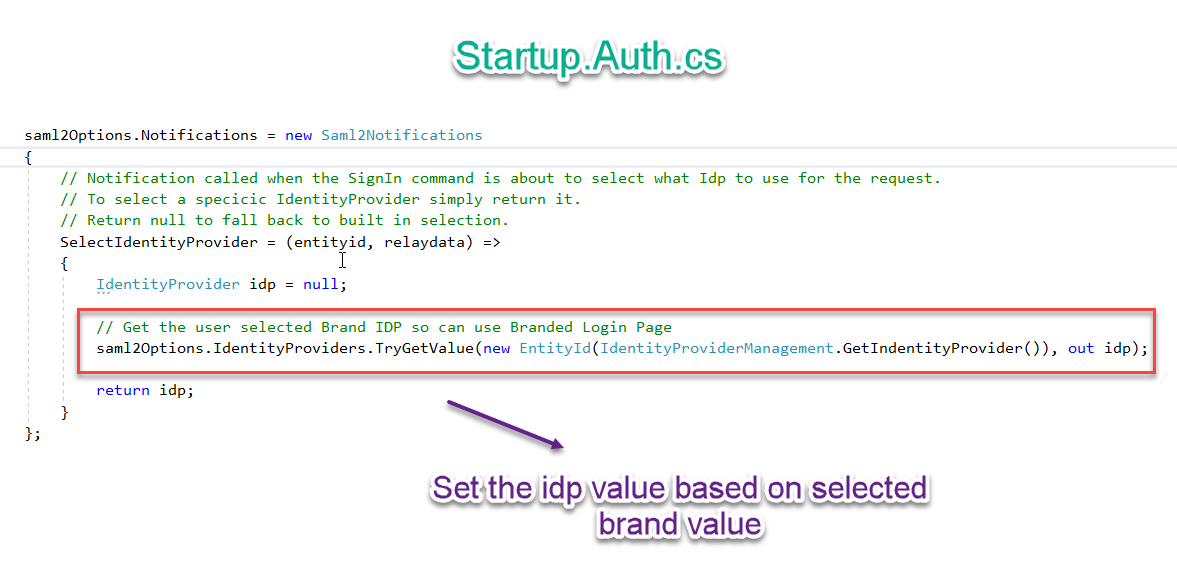 Startup.Auth.cs
saml2Options.Notifications = new Saml2Notifications
{
// Notification called when the SignIn command is about to select what Idp to use for the request.
// To select a specicic IdentityProvider simply return it.
// Return null to fall back to built in selection.
SelectIdentityProvider = (entityid, relaydata) =>
{
IdentityProvider idp = null;
// Get the user selected Brand IDP so can use Branded Login Page
saml2Options.IdentityProviders.TryGetValue(new EntityId(IdentityProviderManagement.GetIndentityProvider()), out idp);
return idp;
}
};
Set the idp value based on selected
brand value